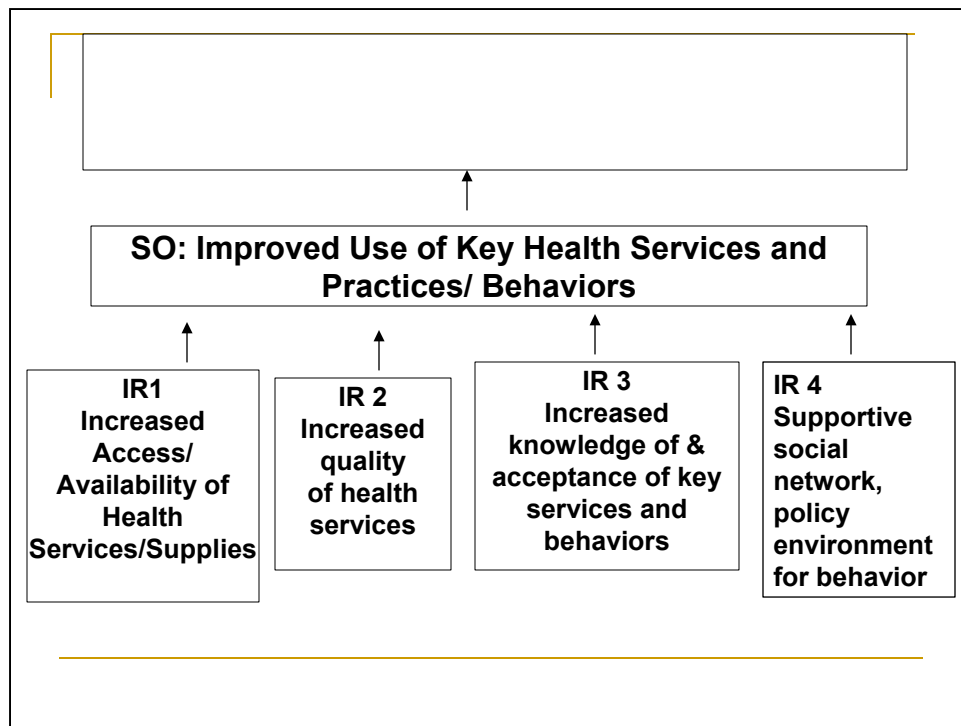 SO: Improved Use of Key Health Services and
Practices/ Behaviors
IR1
Increased
Access/
Availability of
Health
Services/Supplies
IR 2
Increased
quality
of health
services
IR 3
Increased
knowledge of &
acceptance of key
services and
behaviors
IR 4
Supportive
social
network,
policy
environment
for behavior